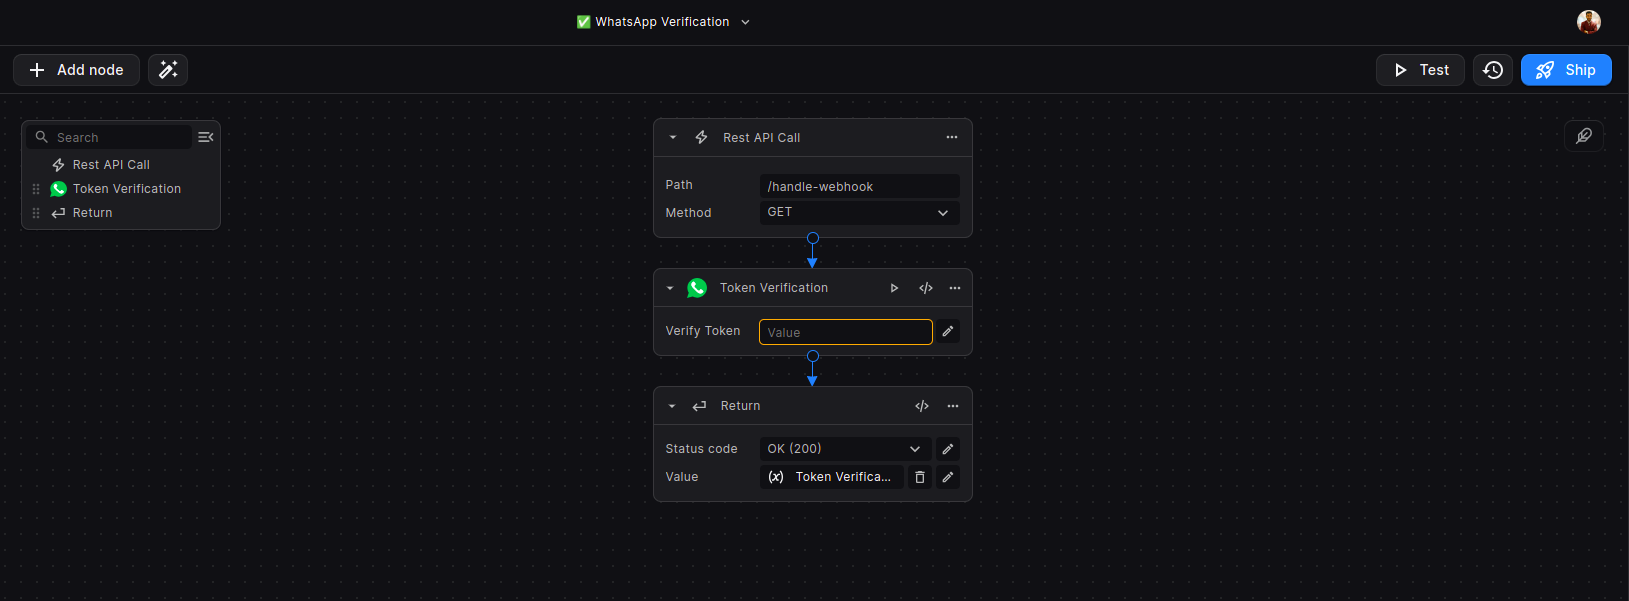 ✅ WhatsApp Verification
Add node
Test
Ship
Search
Rest API Call
Token Verification
Return
Rest API Call
Path
/handle-webhook
Method
GET
Token Verification
Verify Token
Value
Return
Status code
OK (200)
Value
(x) Token Verifica...